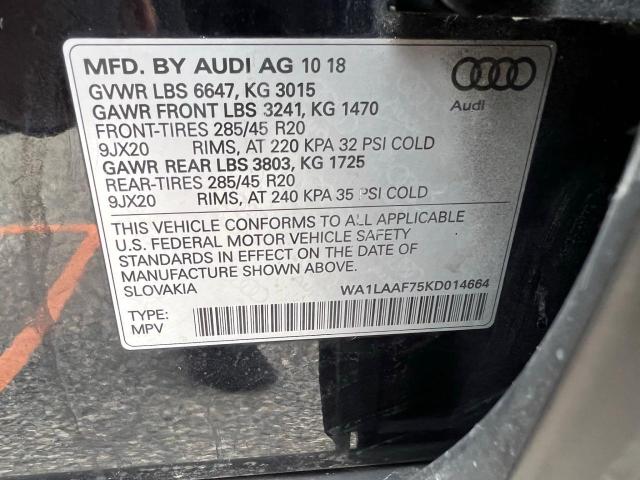 MFD. BY AUDI AG 10 18
GVWR LBS 6647, KG 3015
GAWR FRONT LBS 3241, KG 1470
FRONT-TIRES 285/45 R20
9JX20 RIMS, AT 220 KPA 32 PSI COLD
GAWR REAR LBS 3803, KG 1725
REAR-TIRES 285/45 R20
9JX20 RIMS, AT 240 KPA 35 PSI COLD
Audi
THIS VEHICLE CONFORMS TO ALL APPLICABLE
U.S. FEDERAL MOTOR VEHICLE SAFETY
STANDARDS IN EFFECT ON THE DATE OF
MANUFACTURE SHOWN ABOVE.
SLOVAKIA WA1LAAF75KD014664
TYPE:
MPV